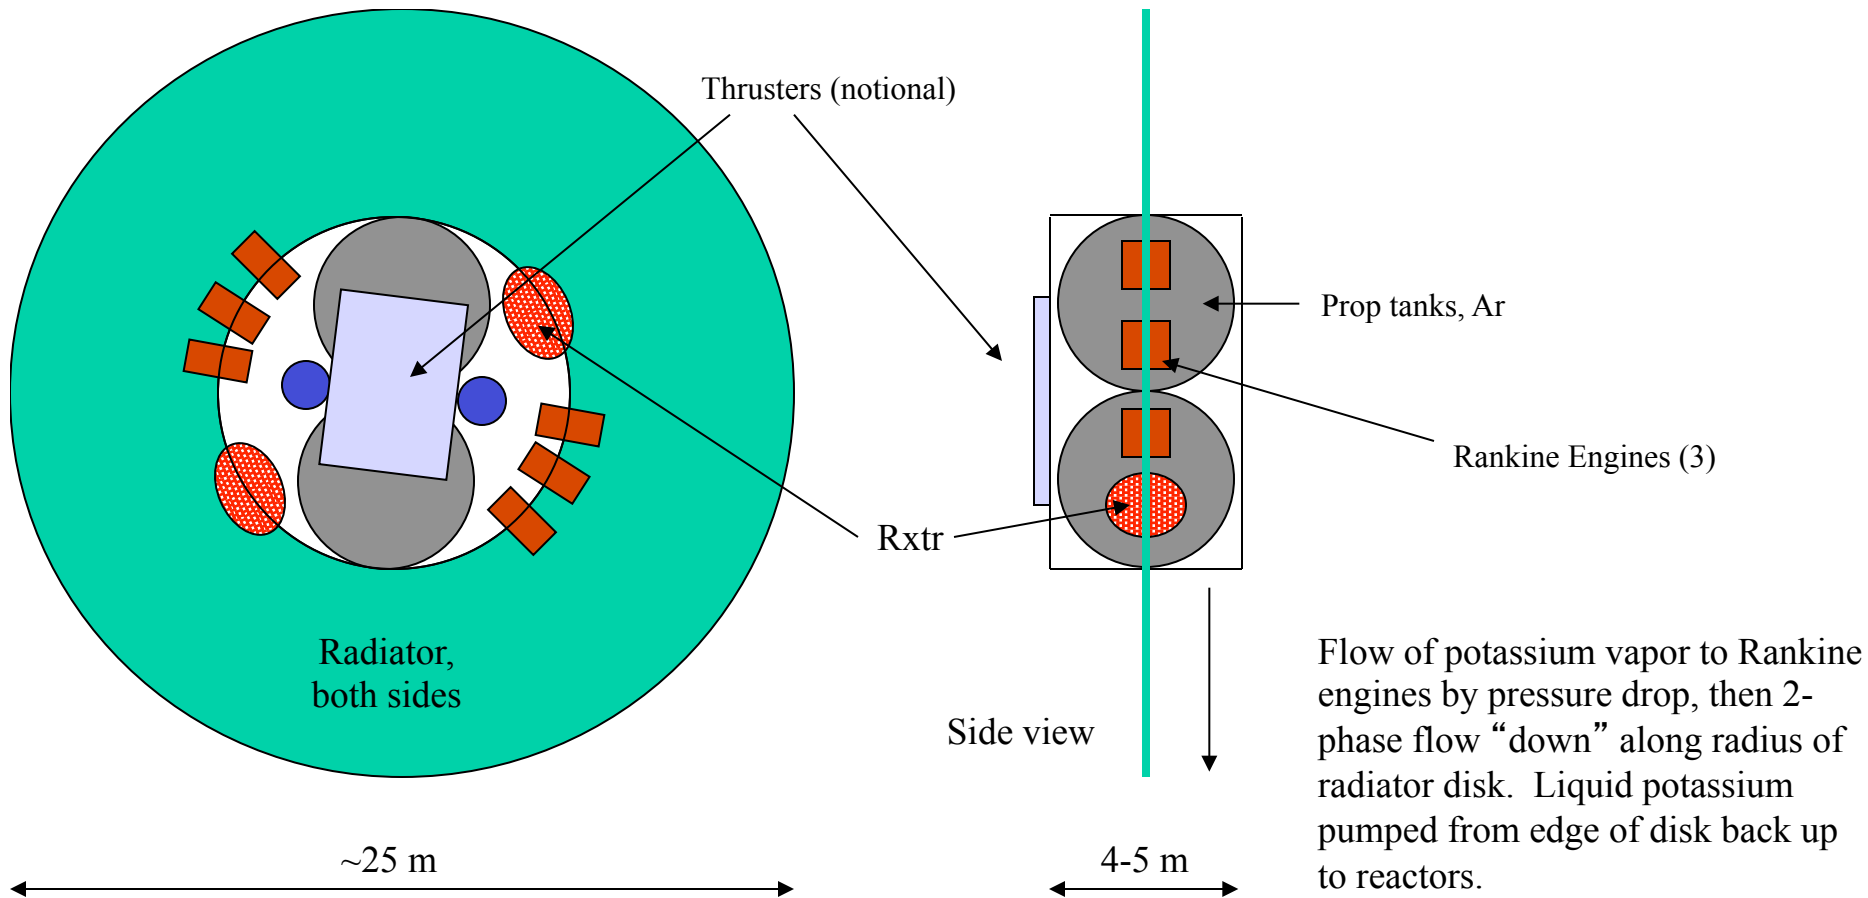 Thrusters (notional)
Prop tanks, Ar
Rankine Engines (3)
Rxtr
Radiator,
both sides
Side view
Flow of potassium vapor to Rankine
engines by pressure drop, then 2-
phase flow “down” along radius of
radiator disk.  Liquid potassium
pumped from edge of disk back up
to reactors.
~25 m
4-5 m